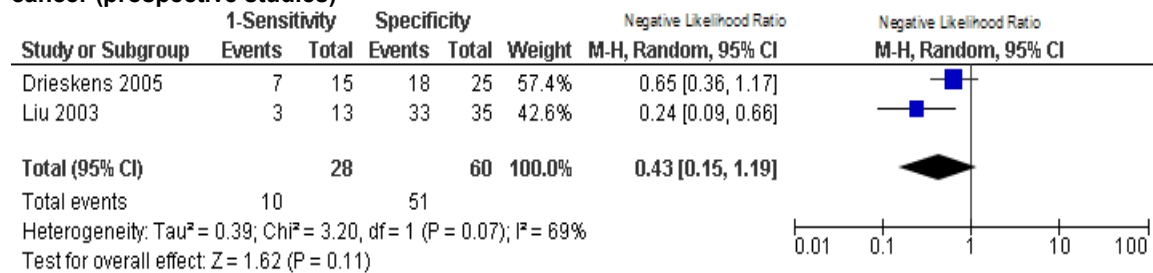 cancer (prospective studies)
1-Sensitivity Specificity Negative Likelihood Ratio Negative Likelihood Ratio
Study or Subgroup Events Total Events Total Weight M-H, Random, 95% CI M-H, Random, 95% CI
Drieskens 2005 7 15 18 25 57.4% 0.65 [0.36, 1.17]
Liu 2003 3 13 33 35 42.6% 0.24 [0.09, 0.66]
Total (95% CI) 28 60 100.0% 0.43 [0.15, 1.19]
Total events 10 51
Heterogeneity: Tau² = 0.39; Chi² = 3.20, df = 1 (P = 0.07); I² = 69%
Test for overall effect: Z = 1.62 (P = 0.11)
0.01 0.1 1 10 100